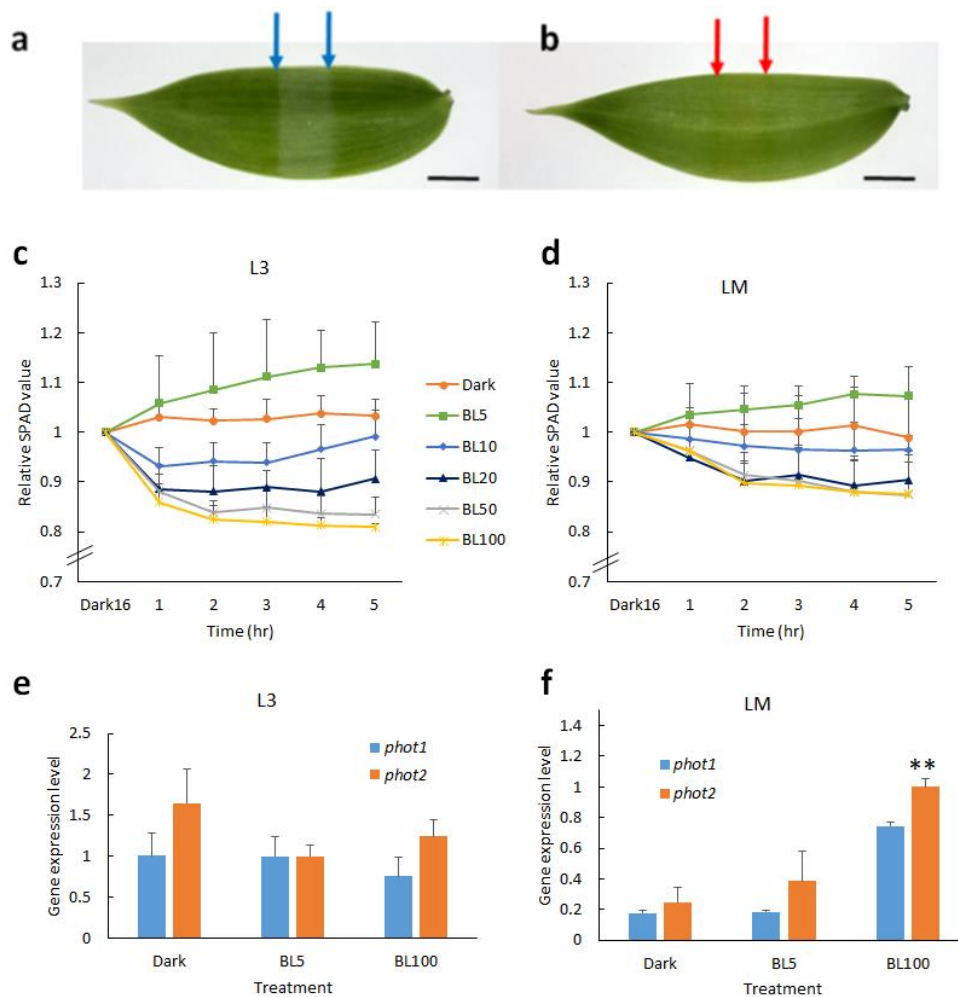 a
b
c
d
L3
LM
Relative SPAD value
1.3
1.2
1.1
1
0.9
0.8
0.7
Dark16 1 2 3 4 5
Time (hr)
Dark
BL5
BL10
BL20
BL50
BL100
Relative SPAD value
1.3
1.2
1.1
1
0.9
0.8
0.7
Dark16 1 2 3 4 5
Time (hr)
e
f
L3
LM
Gene expression level
2.5
2
1.5
1
0.5
0
phot1
phot2
Dark BL5 BL100
Treatment
Gene expression level
1.4
1.2
1
0.8
0.6
0.4
0.2
0
phot1
phot2
**
Dark BL5 BL100
Treatment